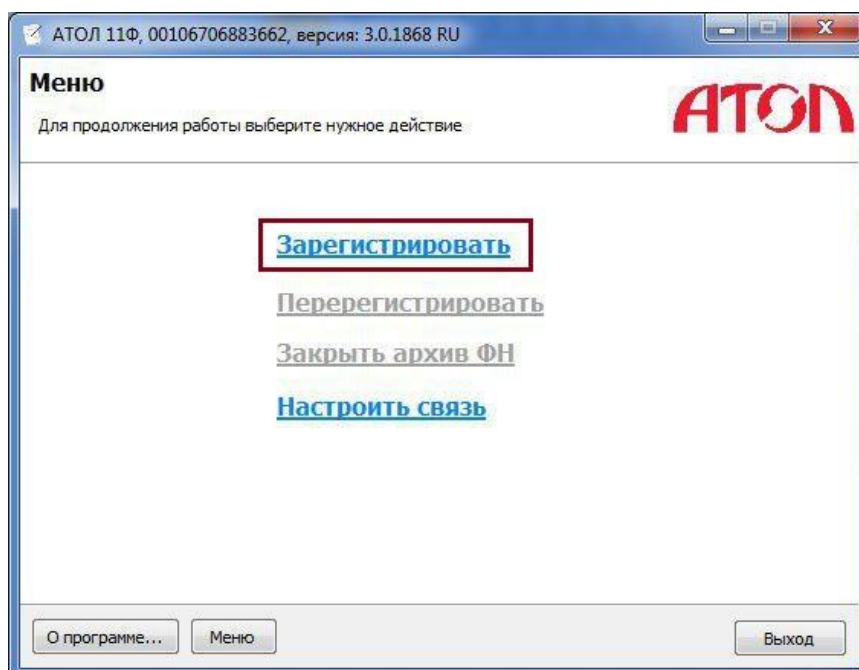 АТОЛ 11Ф, 00106706883662, версия: 3.0.1868 RU
Меню
Для продолжения работы выберите нужное действие
АТОЛ
Зарегистрировать
Перерегистрировать
Закрыть архив ФН
Настроить связь
О программе...
Меню
Выход